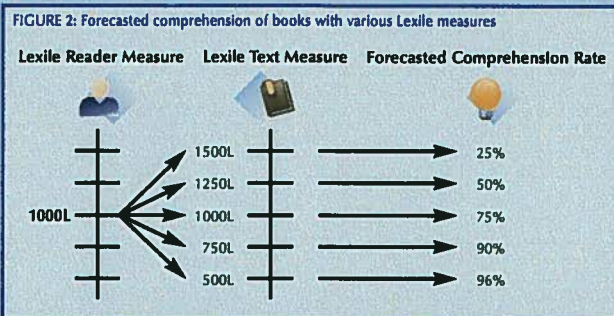 FIGURE 2: Forecasted comprehension of books with various Lexile measures
Lexile Reader Measure Lexile Text Measure Forecasted Comprehension Rate
1500L 25%
1250L 50%
1000L 1000L 75%
750L 90%
500L 96%